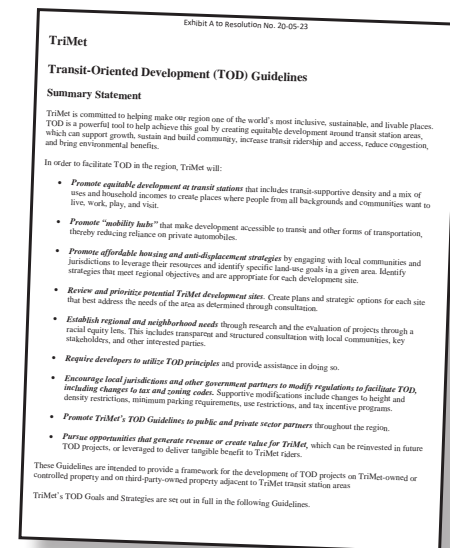 Exhibit A to Resolution No. 20-05-23
TriMet
Transit-Oriented Development (TOD) Guidelines
Summary Statement
TriMet is committed to helping make our region one of the world's most inclusive, sustainable, and livable places.
TOD is a powerful tool to help achieve this goal by creating equitable development around transit station areas,
which can support growth, sustain and build community, increase transit ridership and access, reduce congestion,
and bring environmental benefits.
In order to facilitate TOD in the region, TriMet will:
• Promote equitable development at transit stations that includes transit-supportive density and a mix of
uses and household incomes to create places where people from all backgrounds and communities want to
live, work, play, and visit.
• Promote "mobility hubs" that make development accessible to transit and other forms of transportation,
thereby reducing reliance on private automobiles.
• Promote affordable housing and anti-displacement strategies by engaging with local communities and
jurisdictions to leverage their resources and identify specific land-use goals in a given area. Identify
strategies that meet regional objectives and are appropriate for each development site.
• Review and prioritize potential TriMet development sites. Create plans and strategic options for each site
that best address the needs of the area as determined through consultation.
• Establish regional and neighborhood needs through research and the evaluation of projects through a
racial equity lens. This includes transparent and structured consultation with local communities, key
stakeholders, and other interested parties.
• Require developers to utilize TOD principles and provide assistance in doing so.
• Encourage local jurisdictions and other government partners to modify regulations to facilitate TOD,
including changes to tax and zoning codes. Supportive modifications include changes to height and
density restrictions, minimum parking requirements, use restrictions, and tax incentive programs.
• Promote TriMet's TOD Guidelines to public and private sector partners throughout the region.
• Pursue opportunities that generate revenue or create value for TriMet, which can be reinvested in future
TOD projects, or leveraged to deliver tangible benefit to TriMet riders.
These Guidelines are intended to provide a framework for the development of TOD projects on TriMet-owned or
controlled property and on third-party-owned property adjacent to TriMet transit station areas
TriMet's TOD Goals and Strategies are set out in full in the following Guidelines.